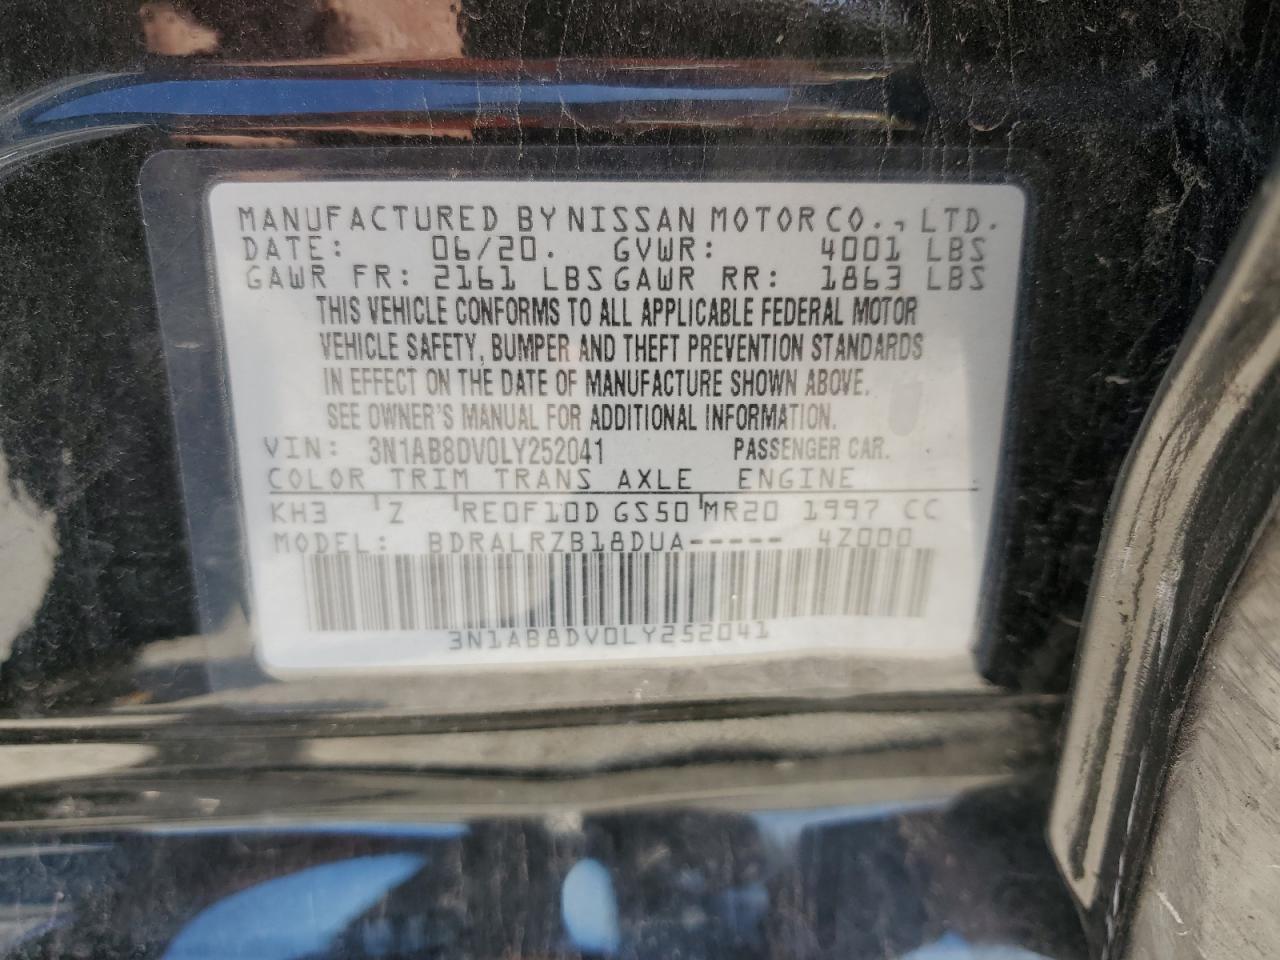 MANUFACTURED BY NISSAN MOTOR CO., LTD.
DATE: 06/20. GVWR: 4001 LBS
GAWR FR: 2161 LBS GAWR RR: 1863 LBS
THIS VEHICLE CONFORMS TO ALL APPLICABLE FEDERAL MOTOR
VEHICLE SAFETY, BUMPER AND THEFT PREVENTION STANDARDS
IN EFFECT ON THE DATE OF MANUFACTURE SHOWN ABOVE.
SEE OWNER'S MANUAL FOR ADDITIONAL INFORMATION.
VIN: 3N1AB8DV0LY252041 PASSENGER CAR.
COLOR TRIM TRANS AXLE ENGINE
KH3 Z RE0F10D GS50 MR20 1997 CC
MODEL: BDRALRZB18DUA----- 4Z000
3N1AB8DV0LY252041